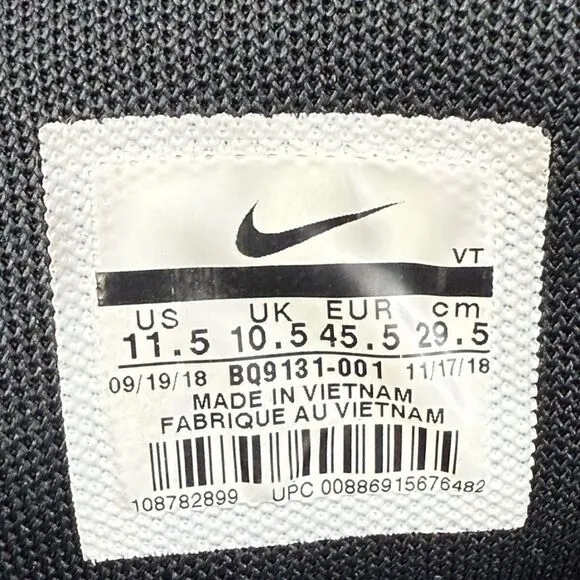 VT
US UK EUR cm
11.5 10.5 45.5 29.5
09/19/18 BQ9131-001 11/17/18
MADE IN VIETNAM
FABRIQUE AU VIETNAM
108782899 UPC 00886915676482